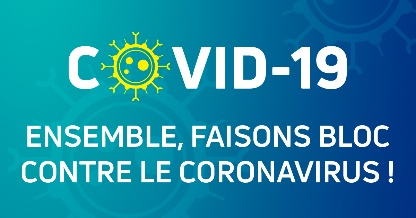 COVID-19
ENSEMBLE, FAISONS BLOC
CONTRE LE CORONAVIRUS !